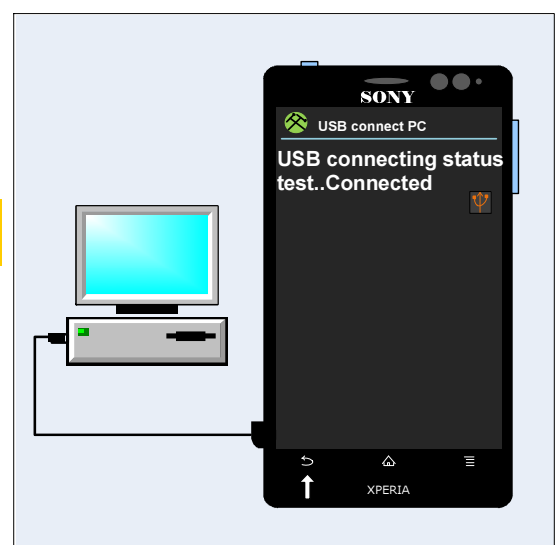 SONY
USB connect PC
USB connecting status
test..Connected
XPERIA